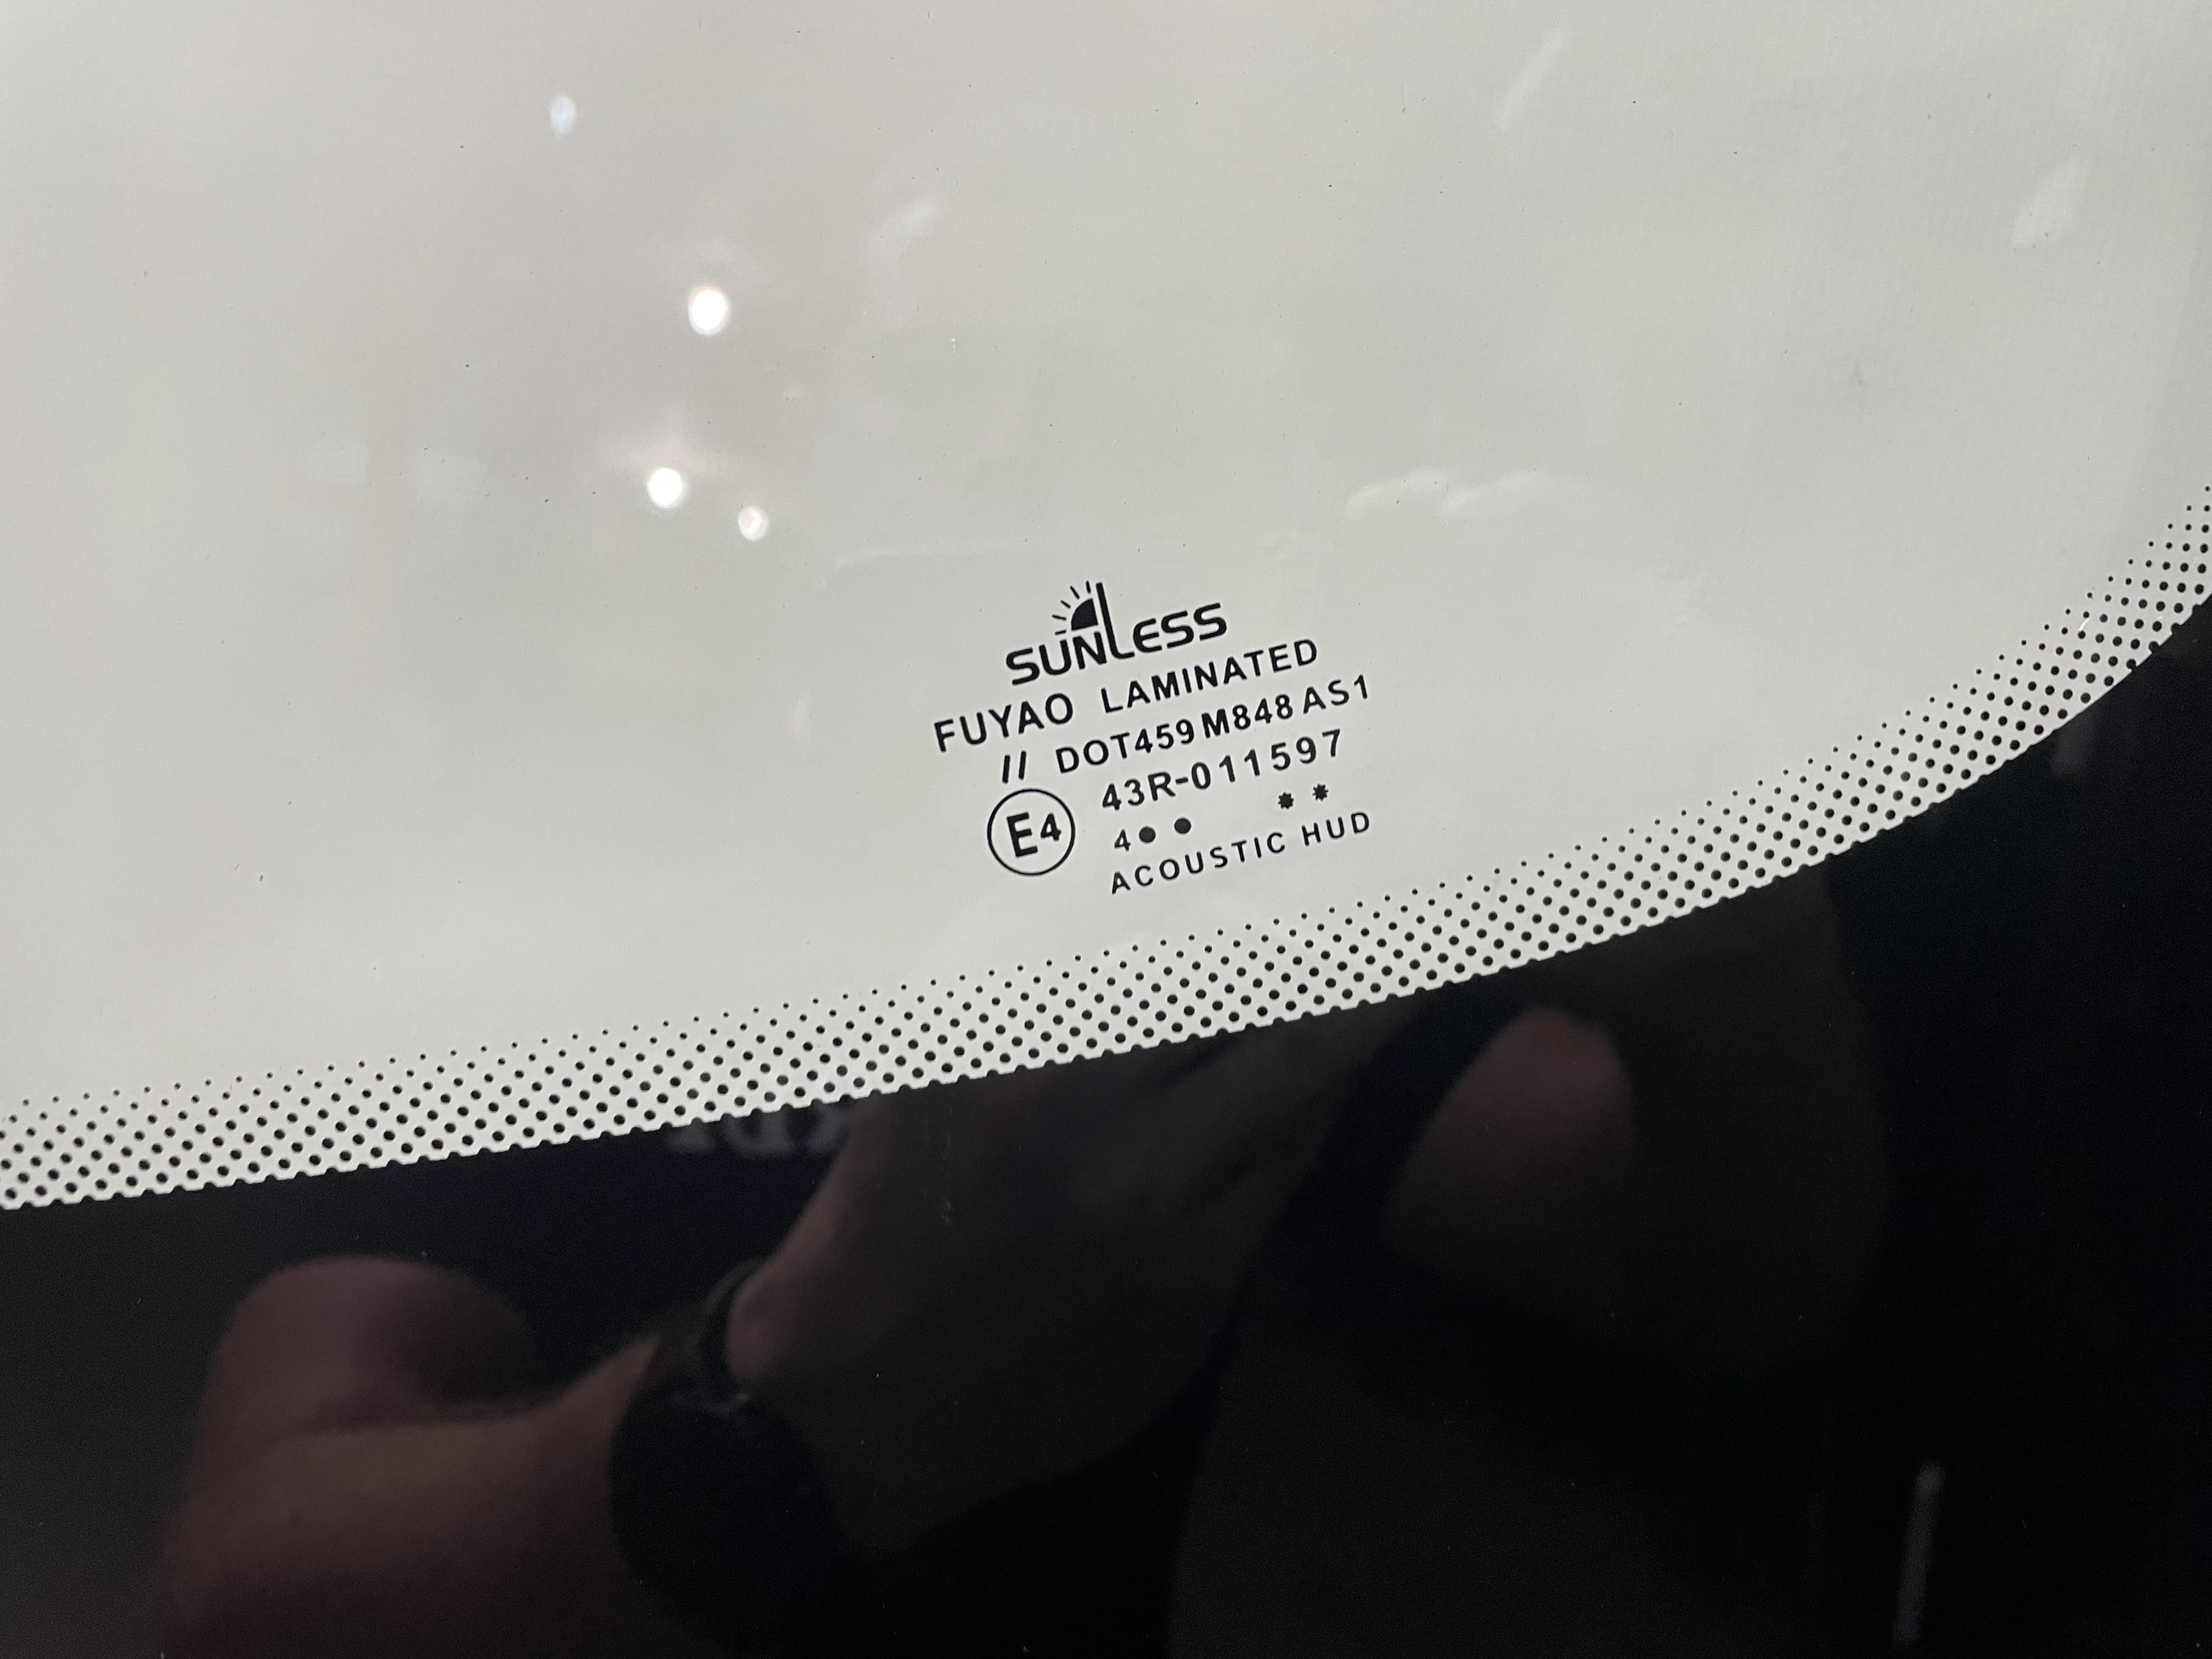 SUNLESS
FUYAO LAMINATED
// DOT459 M848 AS1
E4 43R-011597
4●● **
ACOUSTIC HUD